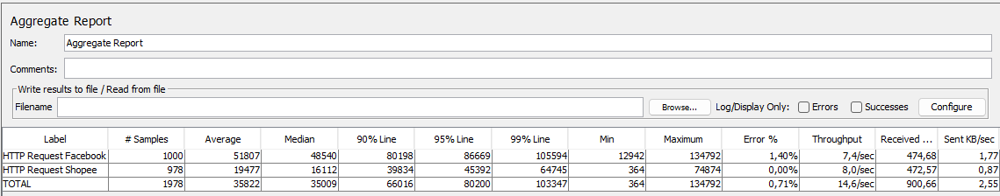 Aggregate Report
Name: Aggregate Report
Comments:
Write results to file / Read from file
Filename Browse... Log/Display Only: Errors Successes Configure
Label # Samples Average Median 90% Line 95% Line 99% Line Min Maximum Error % Throughput Received ... Sent KB/sec
HTTP Request Facebook 1000 51807 48540 80198 86669 105594 12942 134792 1,40% 7,4/sec 474,68 1,77
HTTP Request Shopee 978 19477 16112 39834 45392 64745 364 74874 0,00% 8,0/sec 472,57 0,87
TOTAL 1978 35822 35009 66016 80200 103347 364 134792 0,71% 14,6/sec 900,66 2,55